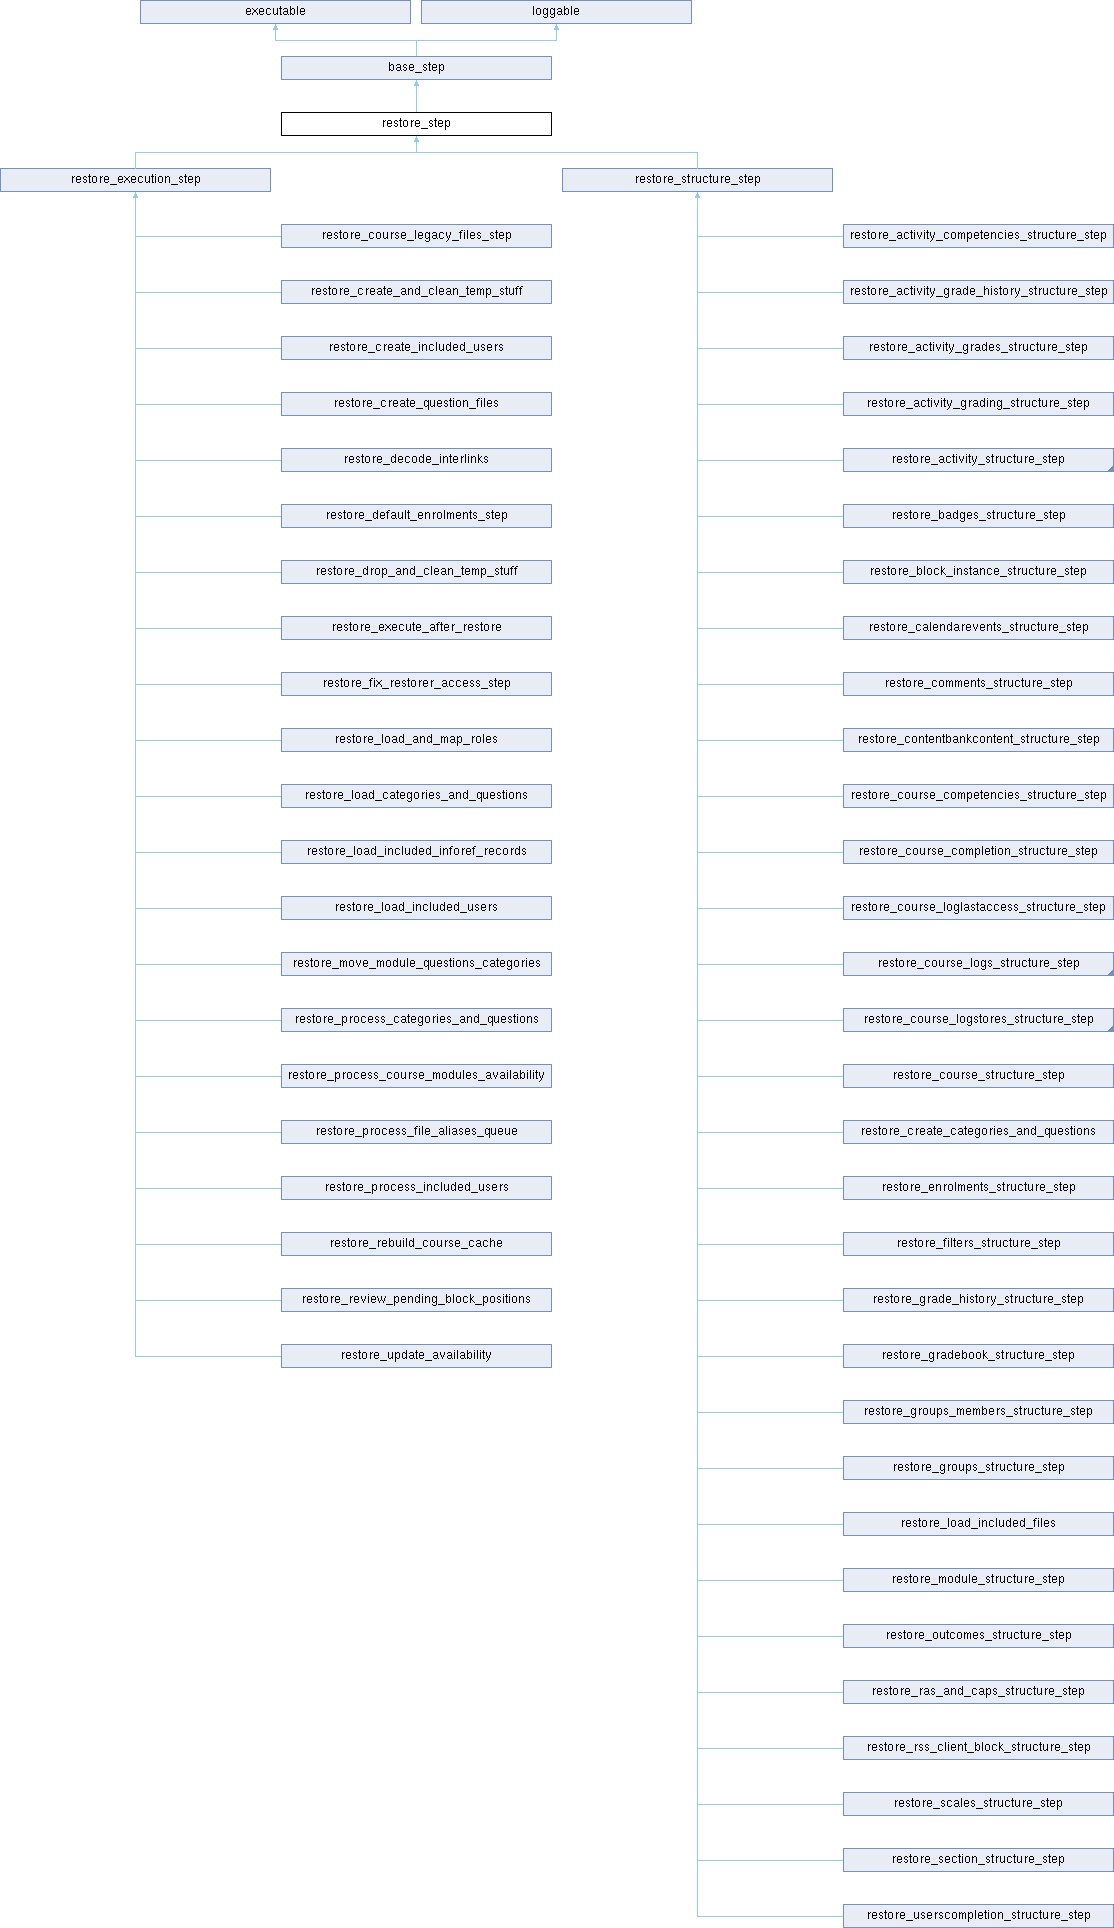 executable
loggable
base_step
restore_step
restore_execution_step
restore_structure_step
restore_course_legacy_files_step
restore_activity_competencies_structure_step
restore_create_and_clean_temp_stuff
restore_activity_grade_history_structure_step
restore_create_included_users
restore_activity_grades_structure_step
restore_create_question_files
restore_activity_grading_structure_step
restore_decode_interlinks
restore_activity_structure_step
restore_default_enrolments_step
restore_badges_structure_step
restore_drop_and_clean_temp_stuff
restore_block_instance_structure_step
restore_execute_after_restore
restore_calendarevents_structure_step
restore_fix_restorer_access_step
restore_comments_structure_step
restore_load_and_map_roles
restore_contentbankcontent_structure_step
restore_load_categories_and_questions
restore_course_competencies_structure_step
restore_load_included_inforef_records
restore_course_completion_structure_step
restore_load_included_users
restore_course_loglastaccess_structure_step
restore_move_module_questions_categories
restore_course_logs_structure_step
restore_process_categories_and_questions
restore_course_logstores_structure_step
restore_process_course_modules_availability
restore_course_structure_step
restore_process_file_aliases_queue
restore_create_categories_and_questions
restore_process_included_users
restore_enrolments_structure_step
restore_rebuild_course_cache
restore_filters_structure_step
restore_review_pending_block_positions
restore_grade_history_structure_step
restore_update_availability
restore_gradebook_structure_step
restore_groups_members_structure_step
restore_groups_structure_step
restore_load_included_files
restore_module_structure_step
restore_outcomes_structure_step
restore_ras_and_caps_structure_step
restore_rss_client_block_structure_step
restore_scales_structure_step
restore_section_structure_step
restore_userscompletion_structure_step